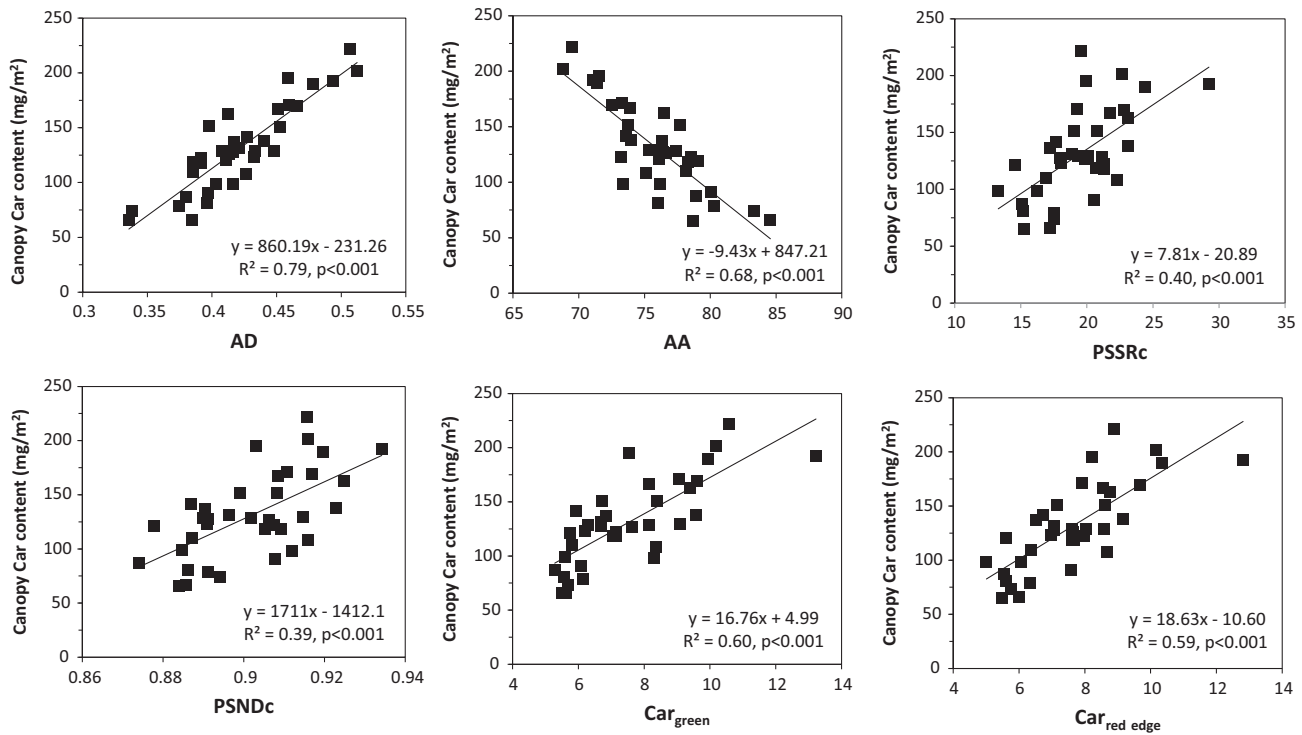 Canopy Car content (mg/m²)
250
200
150
100
50
0
y = 860.19x - 231.26
R² = 0.79, p<0.001
0.3 0.35 0.4 0.45 0.5 0.55
AD
Canopy Car content (mg/m²)
250
200
150
100
50
0
y = -9.43x + 847.21
R² = 0.68, p<0.001
65 70 75 80 85 90
AA
Canopy Car content (mg/m²)
250
200
150
100
50
0
y = 7.81x - 20.89
R² = 0.40, p<0.001
10 15 20 25 30 35
PSSRc
Canopy Car content (mg/m²)
250
200
150
100
50
0
y = 1711x - 1412.1
R² = 0.39, p<0.001
0.86 0.88 0.9 0.92 0.94
PSNDc
Canopy Car content (mg/m²)
250
200
150
100
50
0
y = 16.76x + 4.99
R² = 0.60, p<0.001
4 6 8 10 12 14
Car green
Canopy Car content (mg/m²)
250
200
150
100
50
0
y = 18.63x - 10.60
R² = 0.59, p<0.001
4 6 8 10 12 14
Car red edge